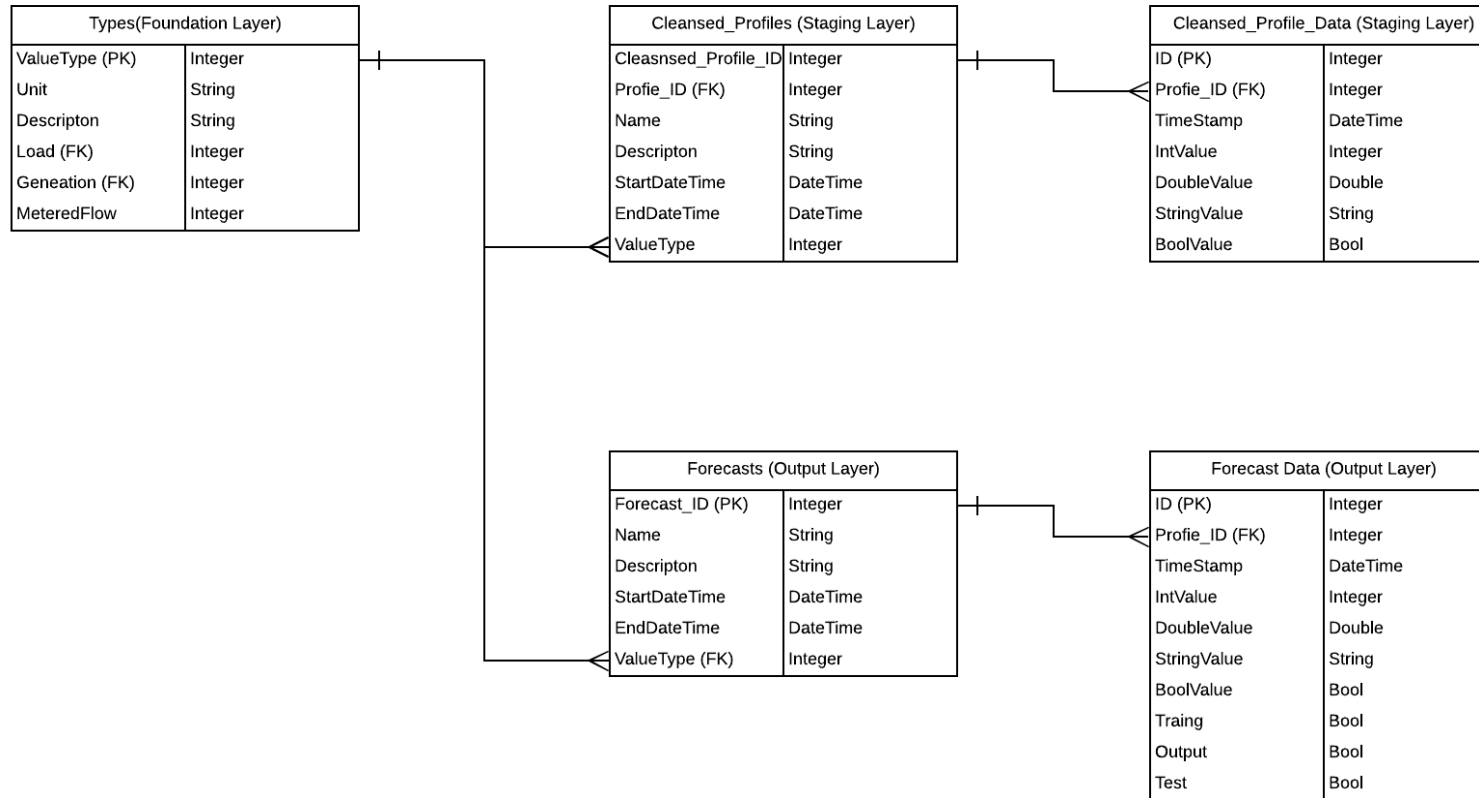 Types(Foundation Layer)
ValueType (PK) Integer
Unit String
Descripton String
Load (FK) Integer
Geneation (FK) Integer
MeteredFlow Integer
Cleansed_Profiles (Staging Layer)
Cleasnsed_Profile_ID Integer
Profie_ID (FK) Integer
Name String
Descripton String
StartDateTime DateTime
EndDateTime DateTime
ValueType Integer
Cleansed_Profile_Data (Staging Layer)
ID (PK) Integer
Profie_ID (FK) Integer
TimeStamp DateTime
IntValue Integer
DoubleValue Double
StringValue String
BoolValue Bool
Forecasts (Output Layer)
Forecast_ID (PK) Integer
Name String
Descripton String
StartDateTime DateTime
EndDateTime DateTime
ValueType (FK) Integer
Forecast Data (Output Layer)
ID (PK) Integer
Profie_ID (FK) Integer
TimeStamp DateTime
IntValue Integer
DoubleValue Double
StringValue String
BoolValue Bool
Traing Bool
Output Bool
Test Bool